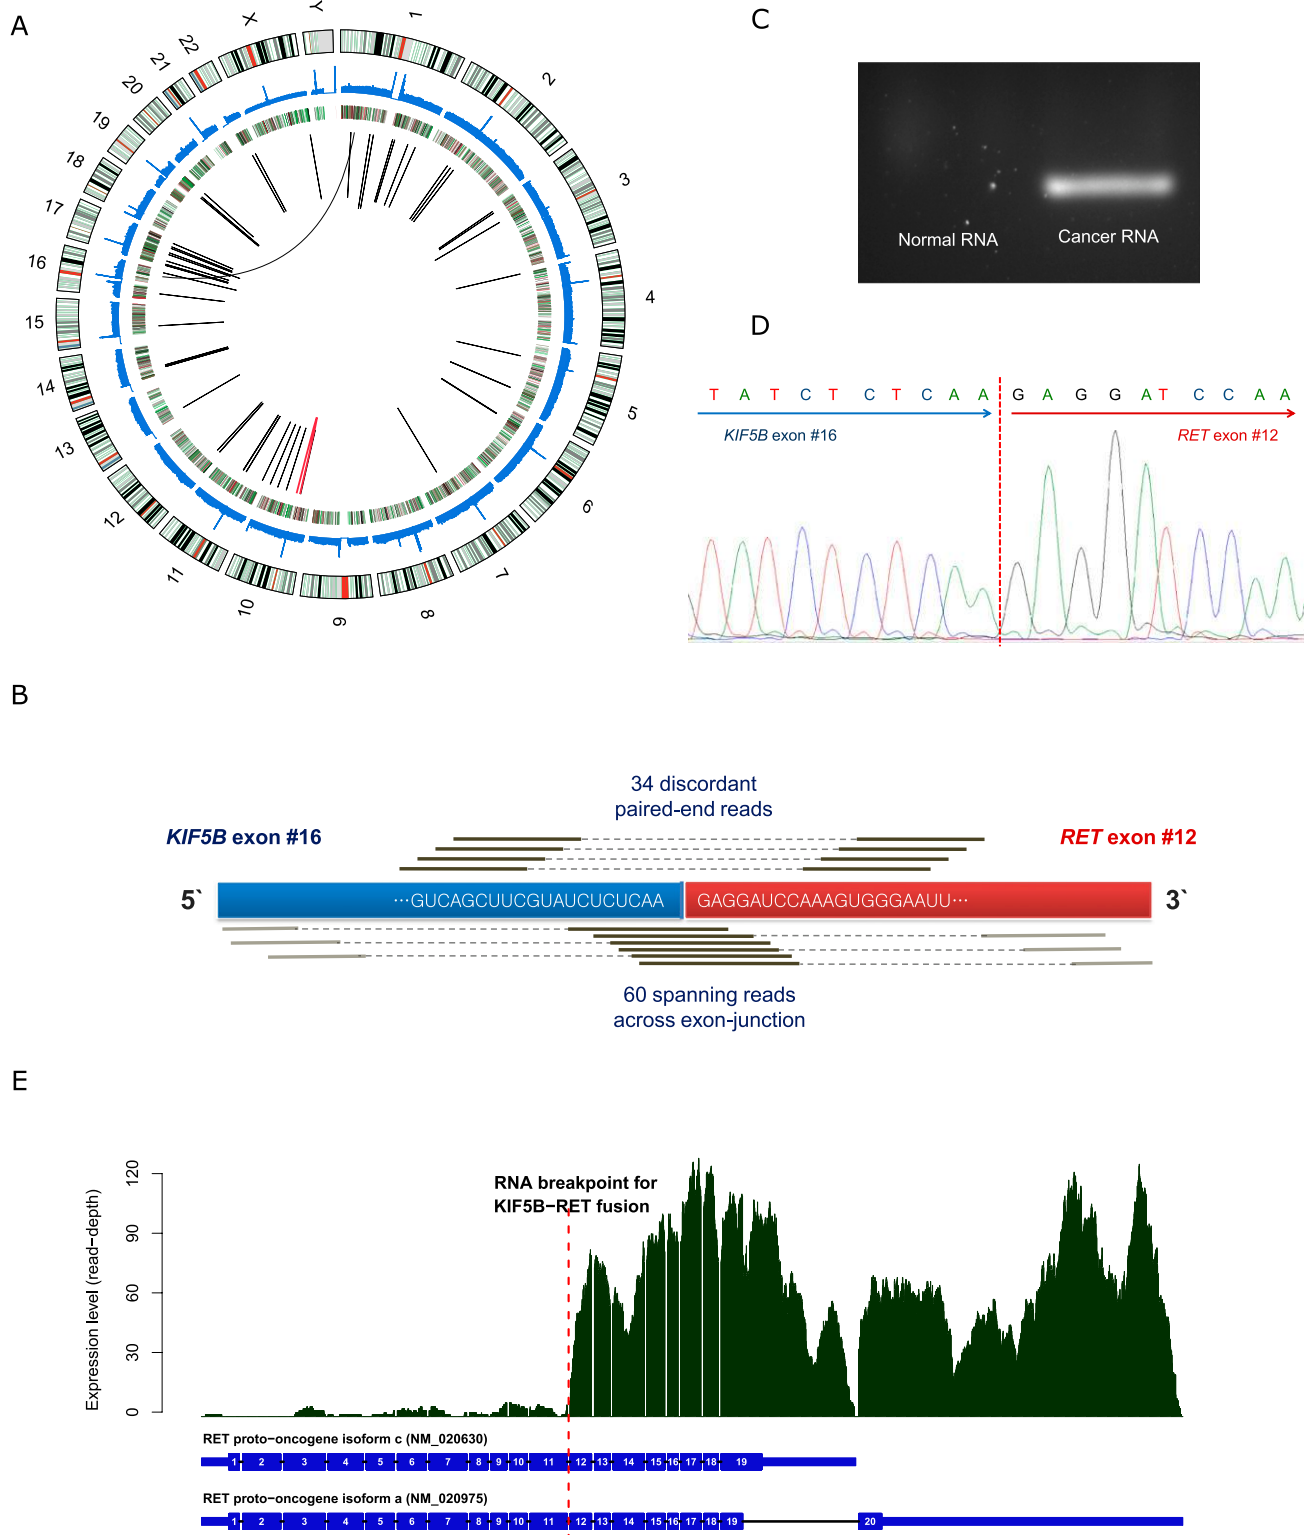 A
X
Y
1
2
3
4
5
6
7
8
9
10
11
12
13
14
15
16
17
18
19
20
21
22
C
Normal RNA
Cancer RNA
D
T A T C T C T C A A G A G G A T C C A A
KIF5B exon #16
RET exon #12
B
34 discordant
paired-end reads
KIF5B exon #16
RET exon #12
5`
···GUCAGCUUCGUAUCUCUCAA
GAGGAUCCAAAGUGGGAAUU···
3`
60 spanning reads
across exon-junction
E
Expression level (read−depth)
120
90
60
30
0
RNA breakpoint for
KIF5B−RET fusion
RET proto−oncogene isoform c (NM_020630)
1 2 3 4 5 6 7 8 9 10 11 12 13 14 15 16 17 18 19
RET proto−oncogene isoform a (NM_020975)
1 2 3 4 5 6 7 8 9 10 11 12 13 14 15 16 17 18 19 20